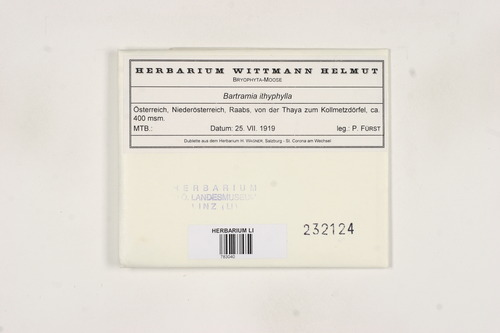 HERBARIUM WITTMANN HELMUT
BRYOPHYTA-MOOSE
Bartramia ithyphylla
Österreich, Niederösterreich, Raabs, von der Thaya zum Kollmetzdörfel, ca.
400 msm.
MTB.: Datum: 25. VII. 1919 leg.: P. FÜRST
Dublette aus dem Herbarium H. WAGNER, Salzburg - St. Corona am Wechsel
HERBARIUM
LANDESMUSEUM
LINZ
HERBARIUM LI
232124